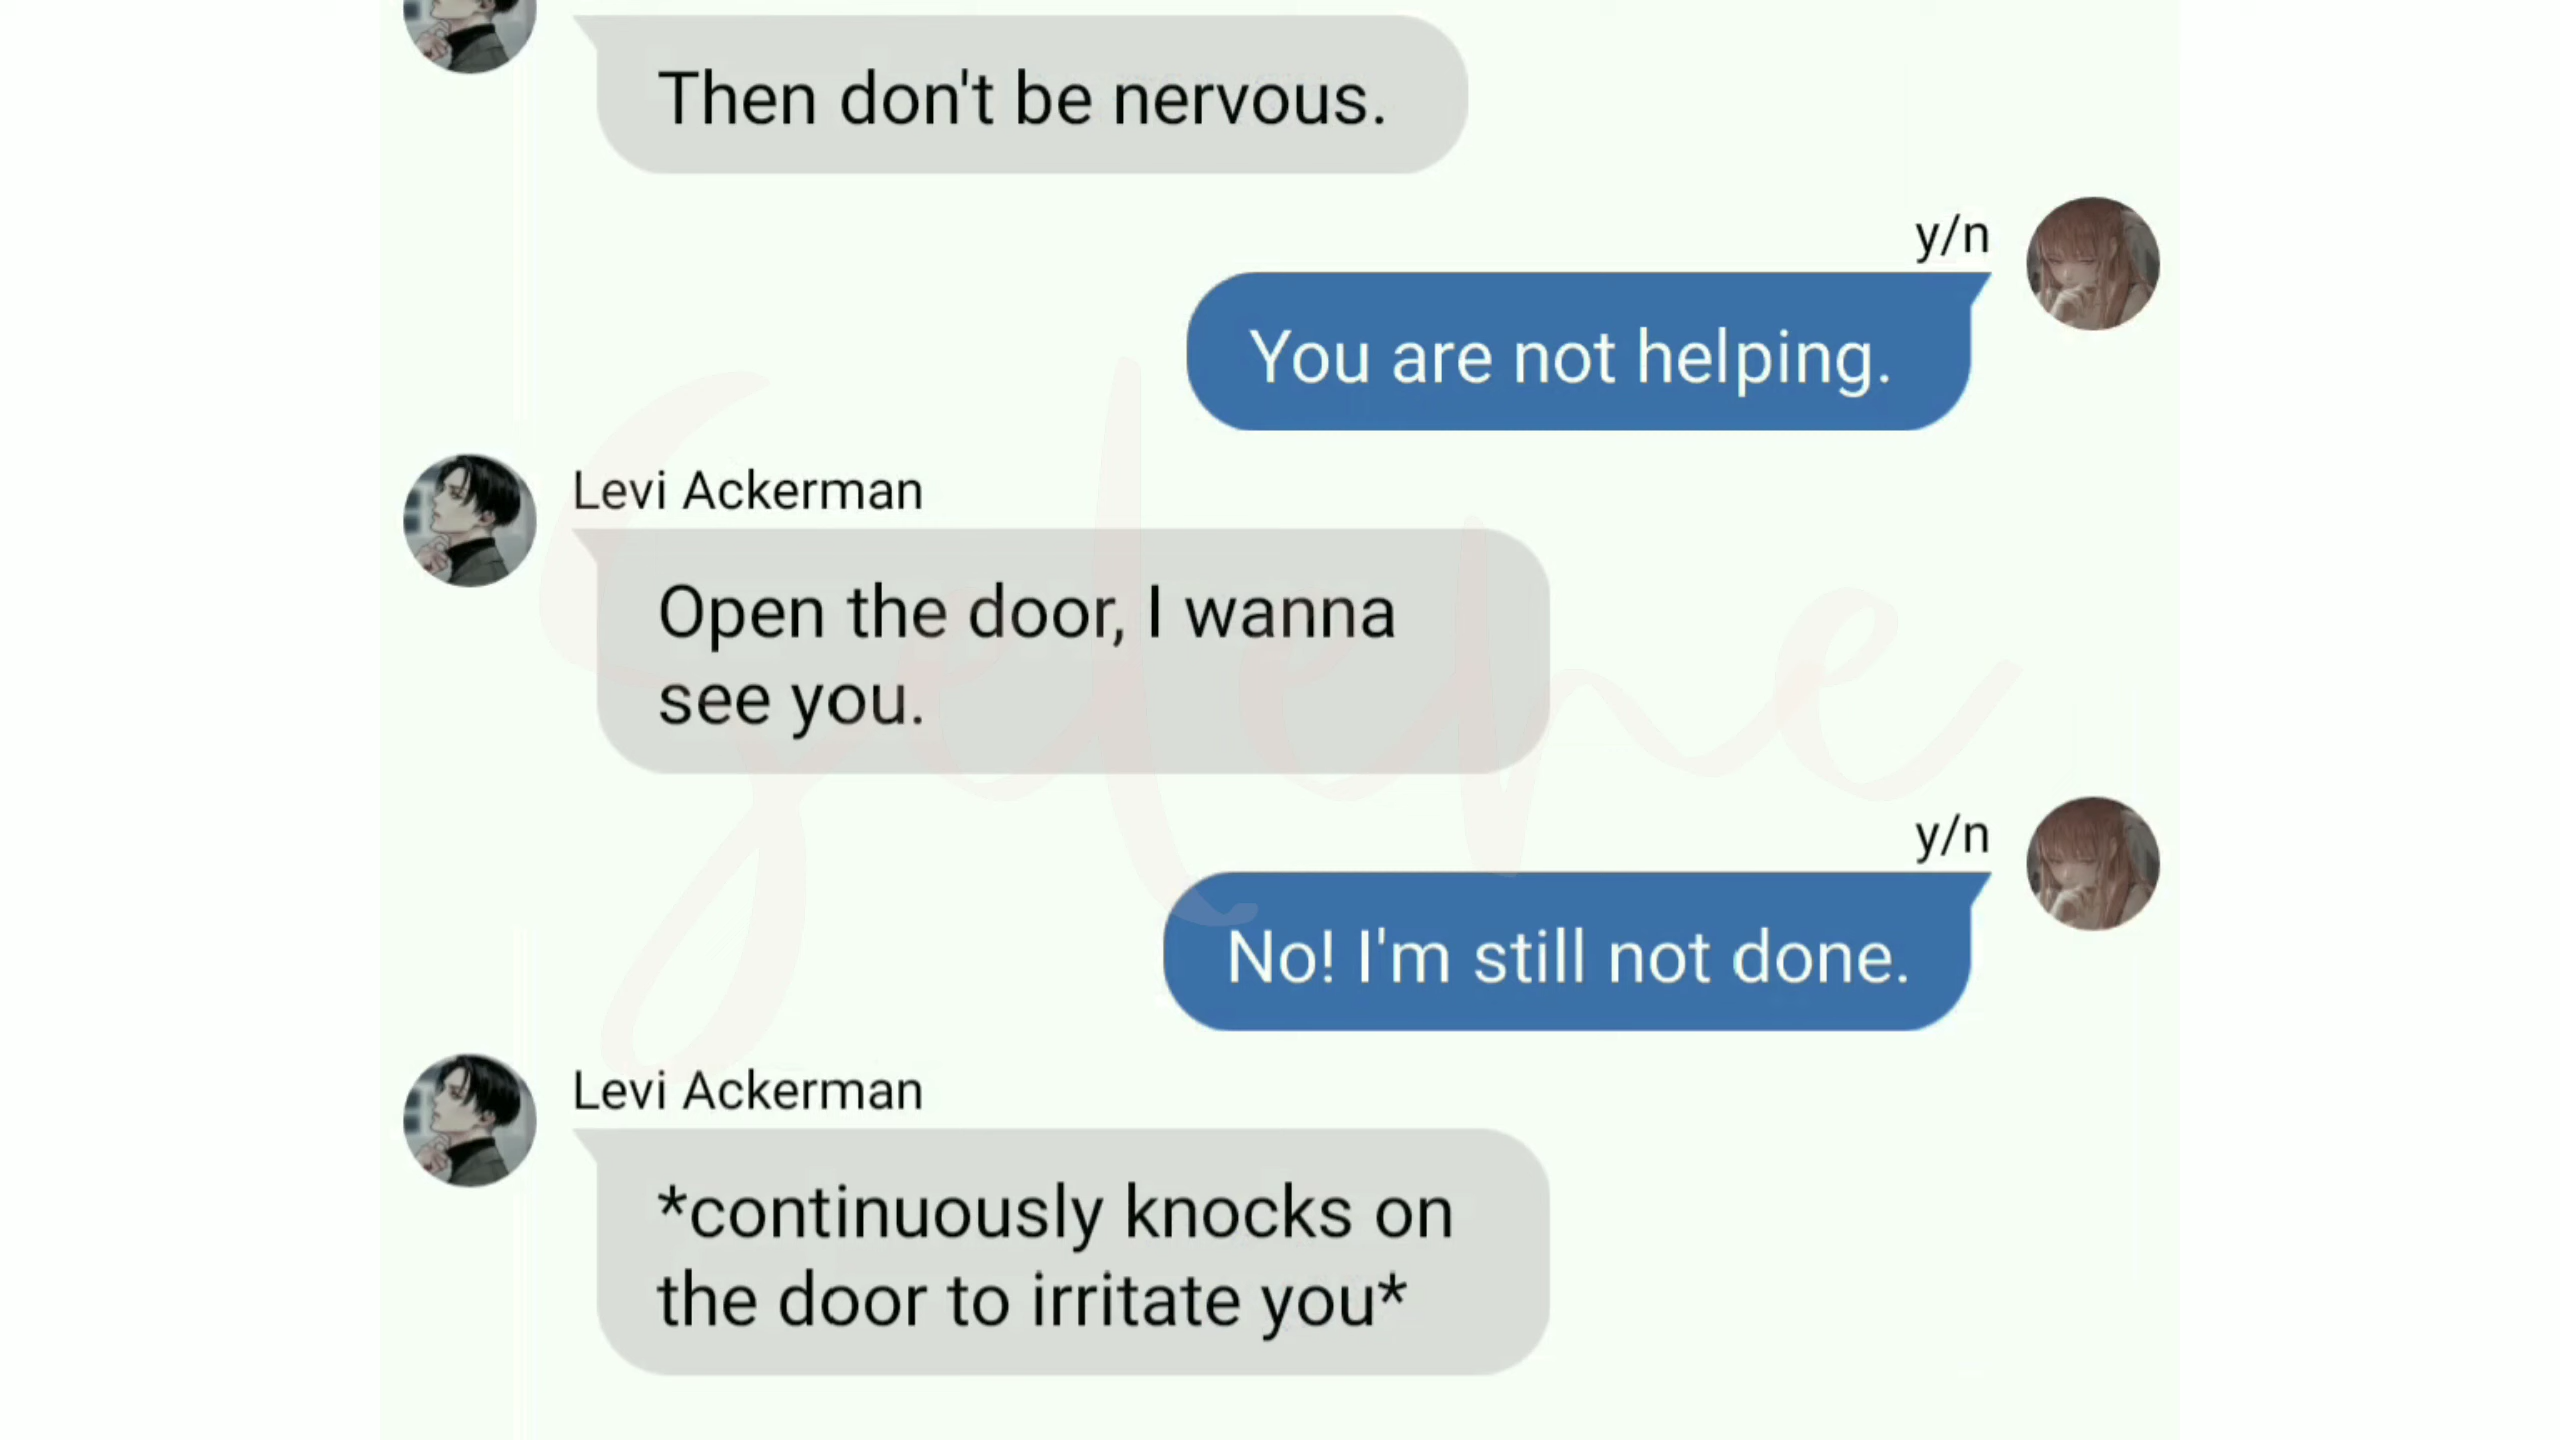 Then don't be nervous.
y/n
You are not helping.
Levi Ackerman
Open the door, I wanna
see you.
y/n
No! I'm still not done.
Levi Ackerman
*continuously knocks on
the door to irritate you*
Selene